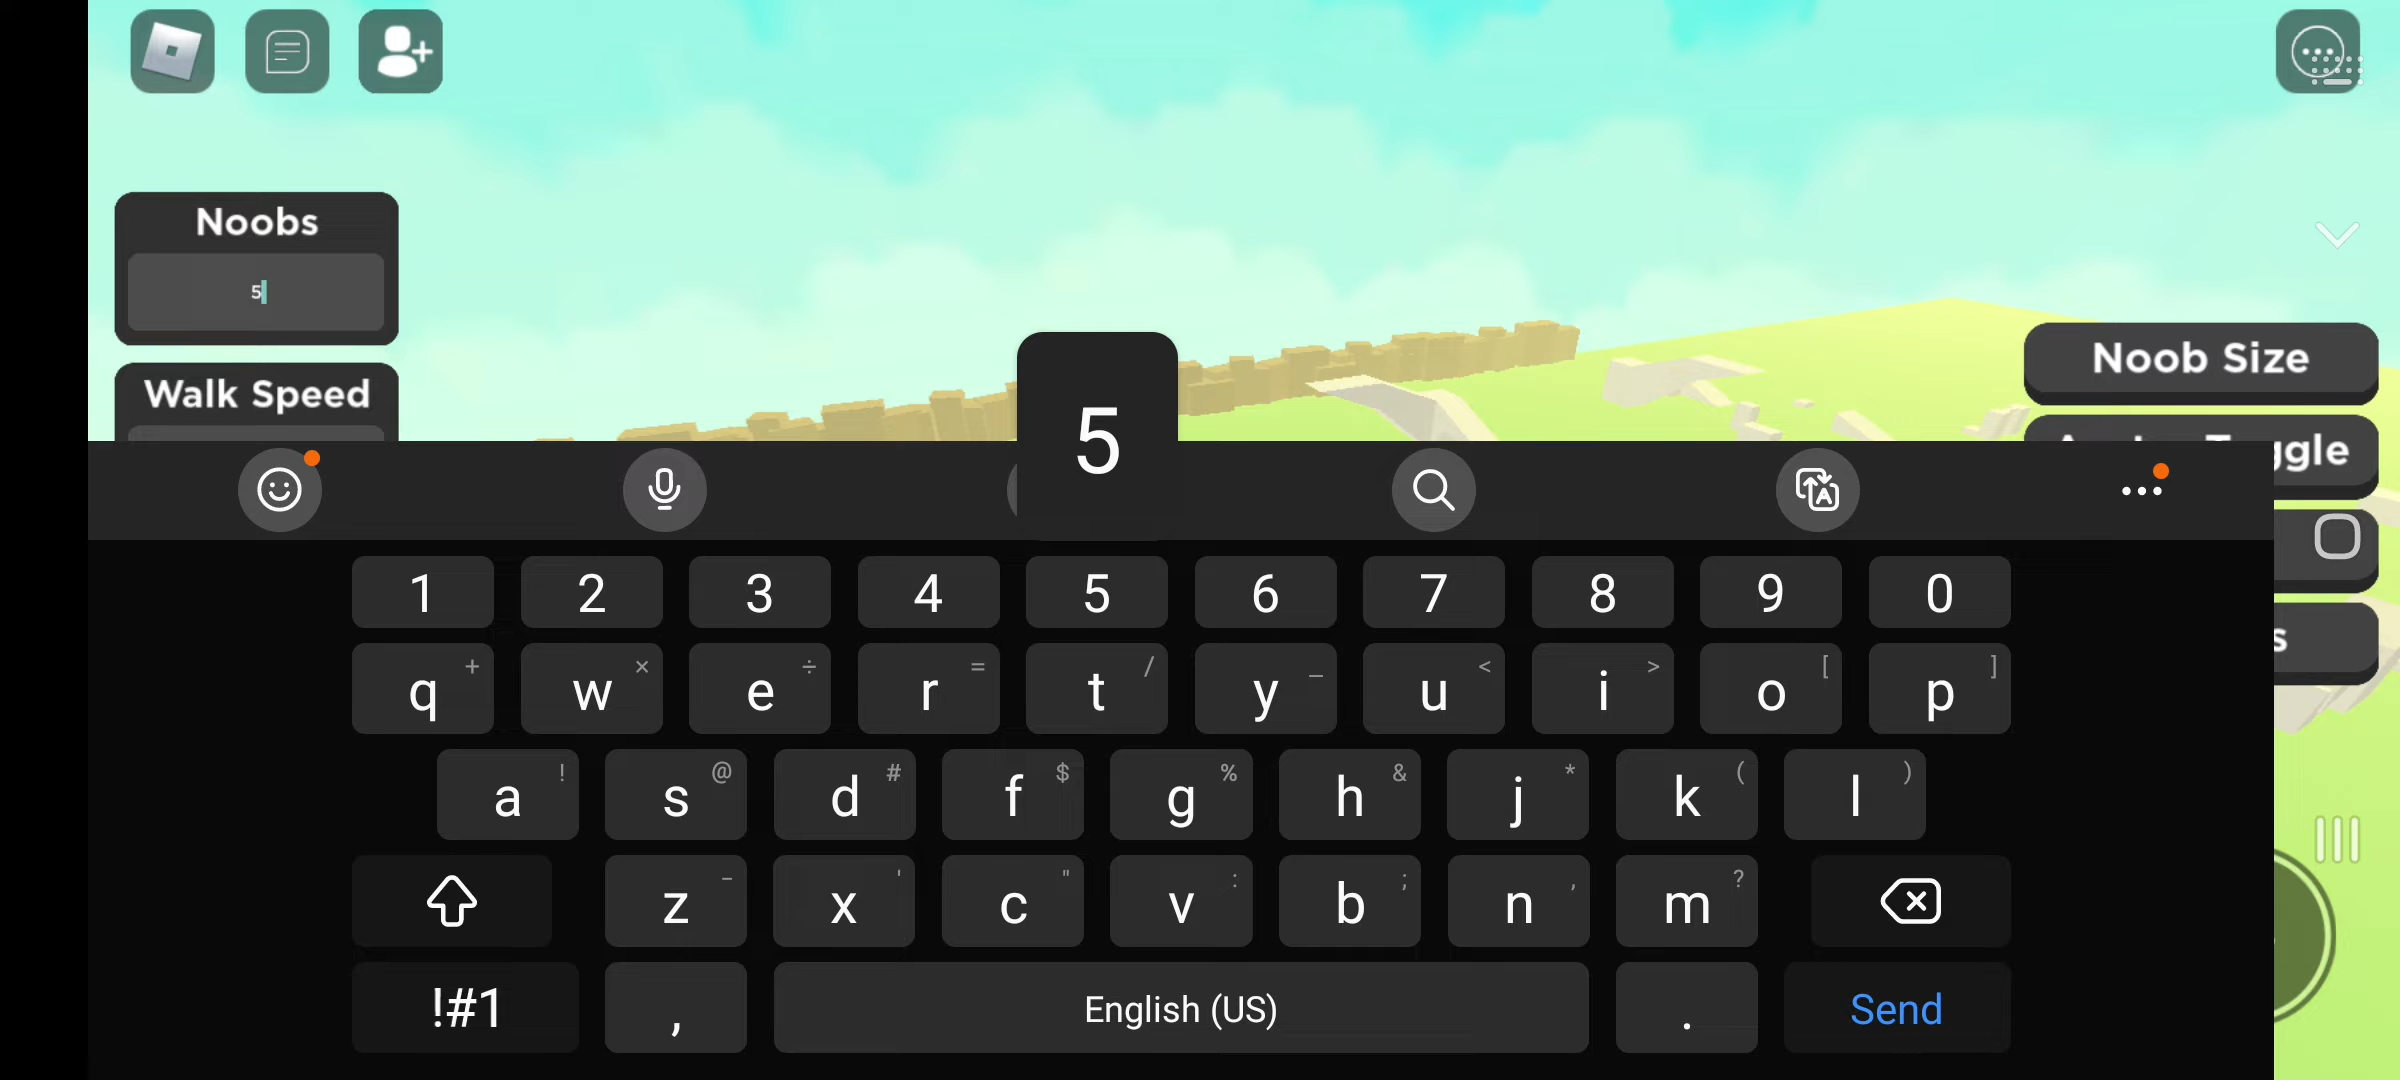 Noobs
5
Walk Speed
Noob Size
ggle
s
5
1 2 3 4 5 6 7 8 9 0
q + w × e ÷ r = t / y _ u < i > o [ p ]
a ! s @ d # f $ g % h & j * k ( l )
z - x ' c " v : b ; n , m ?
!#1 , English (US) . Send